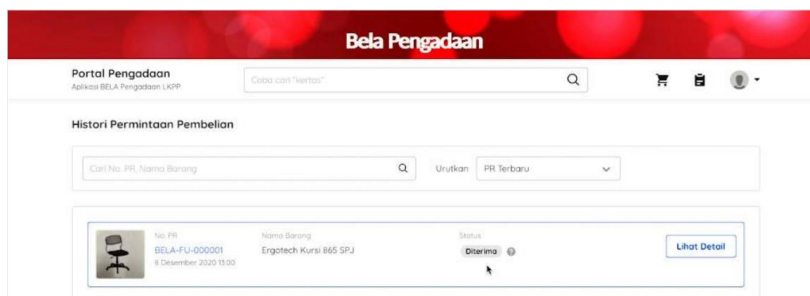 Bela Pengadaan
Portal Pengadaan
Aplikasi BELA Pengadaan LKPP
Coba cari "kertas"
Histori Permintaan Pembelian
Cari No. PR, Nama Barang
Urutkan
PR Terbaru
No. PR
BELA-FU-000001
8 Desember 2020 13:00
Nama Barang
Ergotech Kursi 865 SPJ
Status
Diterima
Lihat Detail